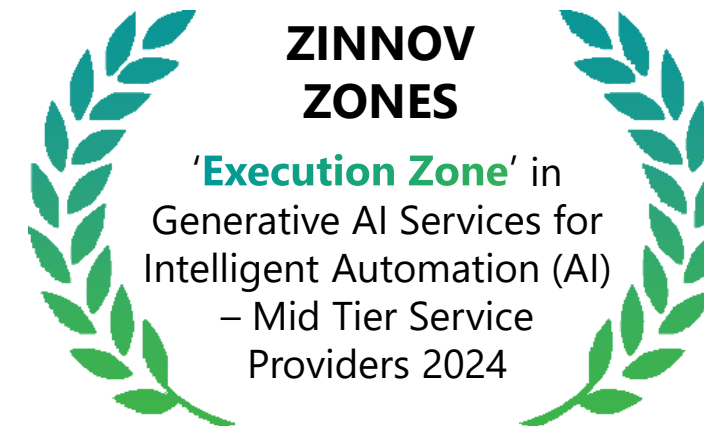 ZINNOV
ZONES
‘Execution Zone’ in
Generative AI Services for
Intelligent Automation (AI)
– Mid Tier Service
Providers 2024